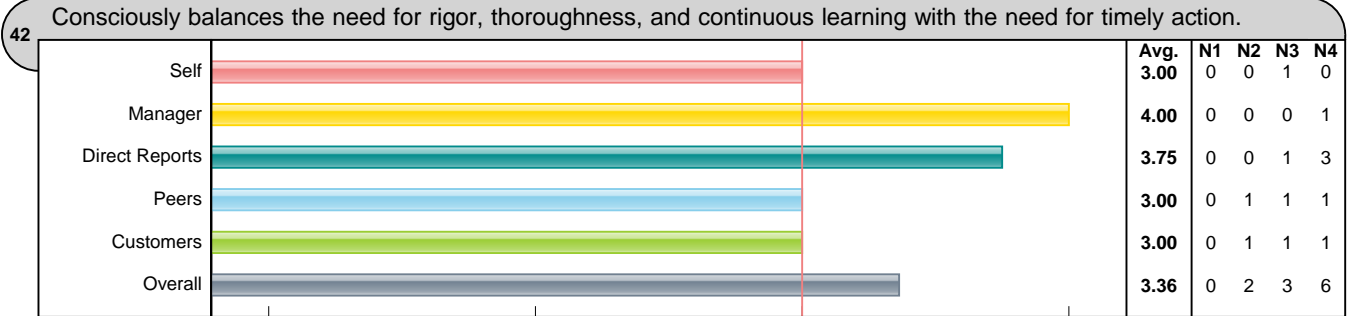 Consciously balances the need for rigor, thoroughness, and continuous learning with the need for timely action.
42
Avg. N1 N2 N3 N4
Self 3.00 0 0 1 0
Manager 4.00 0 0 0 1
Direct Reports 3.75 0 0 1 3
Peers 3.00 0 1 1 1
Customers 3.00 0 1 1 1
Overall 3.36 0 2 3 6